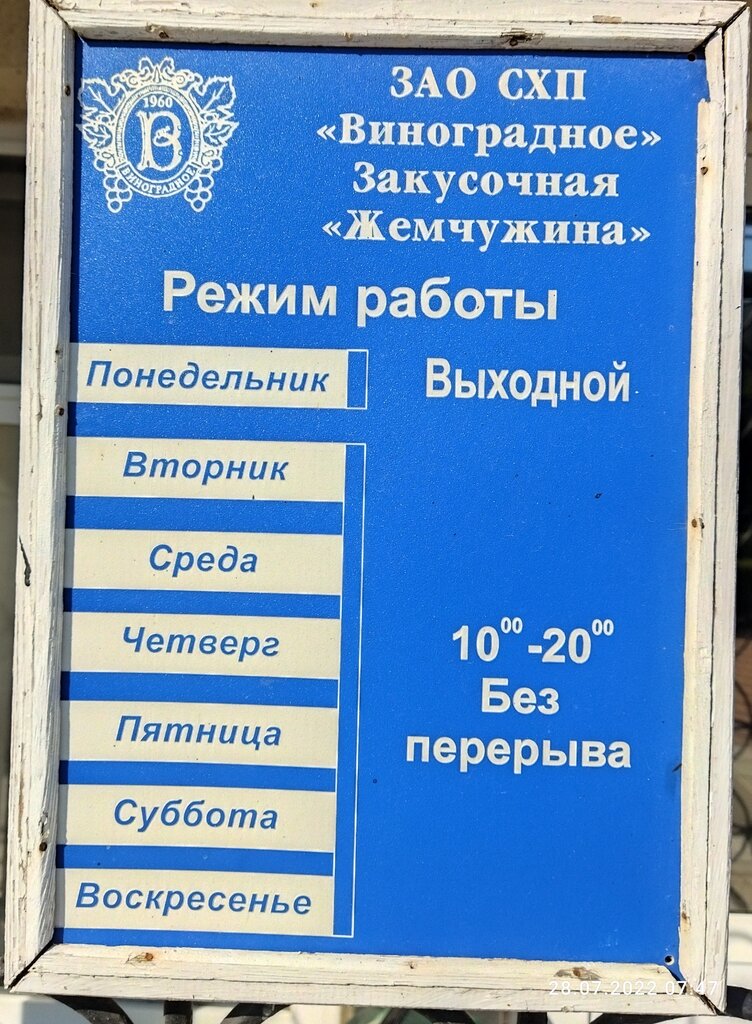 1960
В
ВИНОГРАДНОЕ
ЗАО СХП
«Виноградное»
Закусочная
«Жемчужина»
Режим работы
Понедельник
Выходной
Вторник
Среда
Четверг
Пятница
Суббота
Воскресенье
10⁰⁰-20⁰⁰
Без
перерыва
28.07.2022 07:47